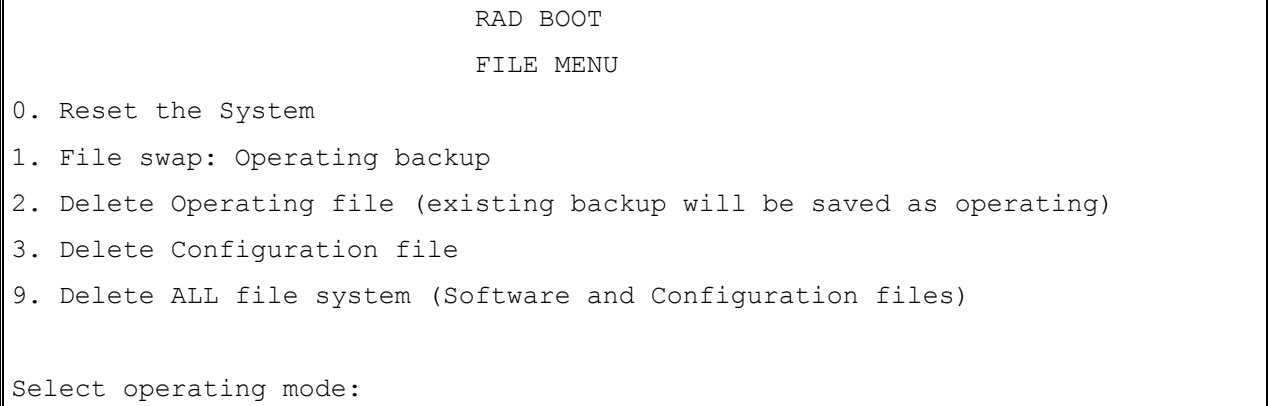 RAD BOOT
FILE MENU
0. Reset the System
1. File swap: Operating backup
2. Delete Operating file (existing backup will be saved as operating)
3. Delete Configuration file
9. Delete ALL file system (Software and Configuration files)
Select operating mode: